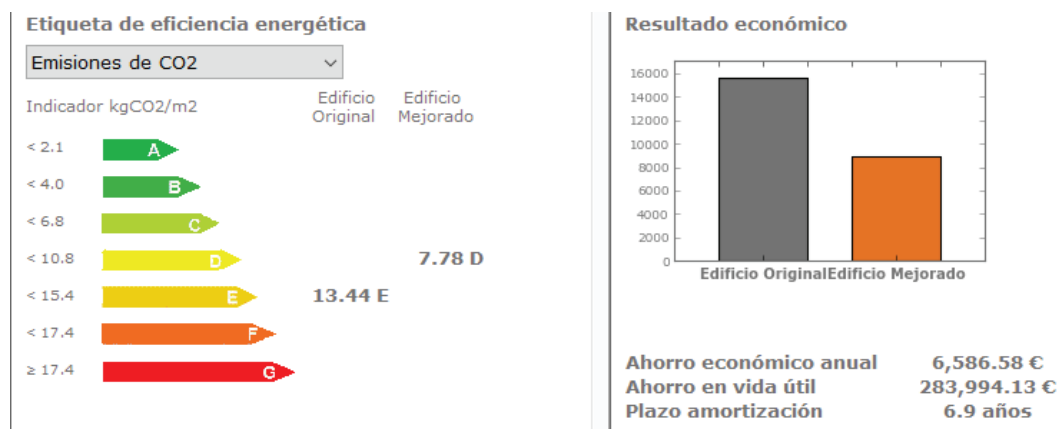 Etiqueta de eficiencia energética
Emisiones de CO2
Indicador kgCO2/m2
Edificio Original
Edificio Mejorado
< 2.1 A
< 4.0 B
< 6.8 C
< 10.8 D 7.78 D
< 15.4 E 13.44 E
< 17.4 F
≥ 17.4 G
Resultado económico
16000
14000
12000
10000
8000
6000
4000
2000
0
Edificio Original Edificio Mejorado
Ahorro económico anual 6,586.58 €
Ahorro en vida útil 283,994.13 €
Plazo amortización 6.9 años